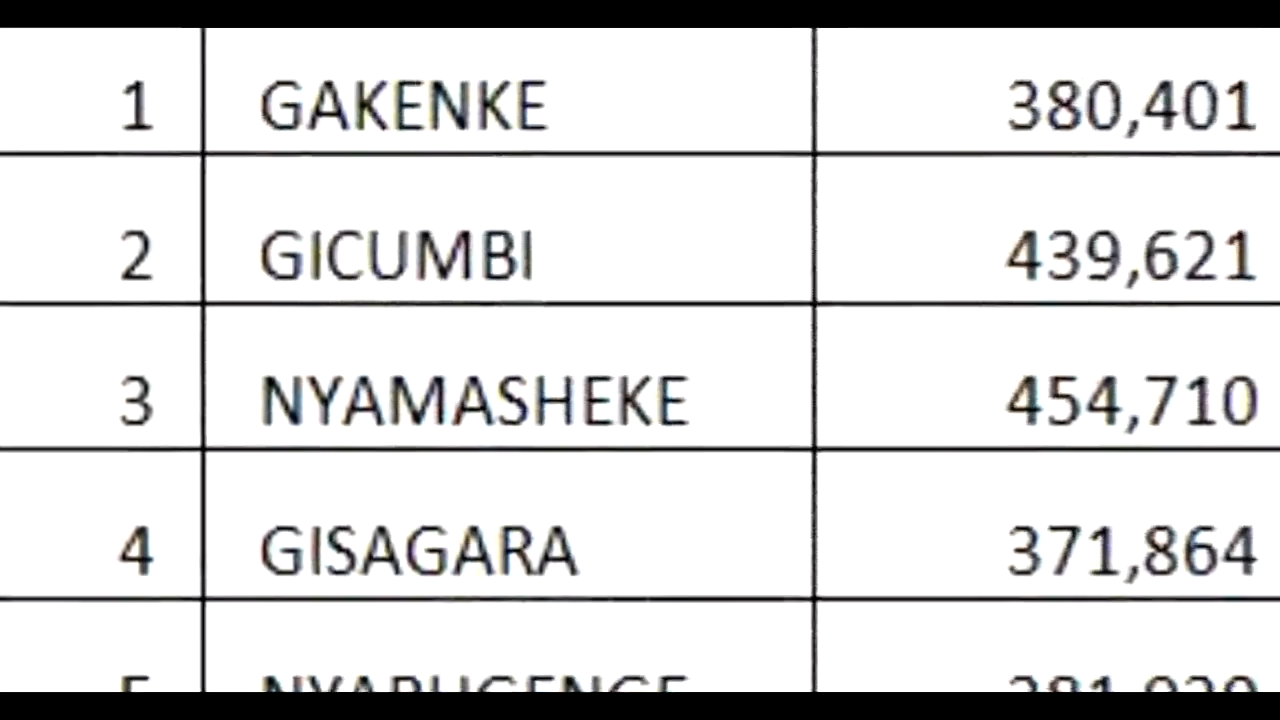 1 GAKENKE 380,401
2 GICUMBI 439,621
3 NYAMASHEKE 454,710
4 GISAGARA 371,864